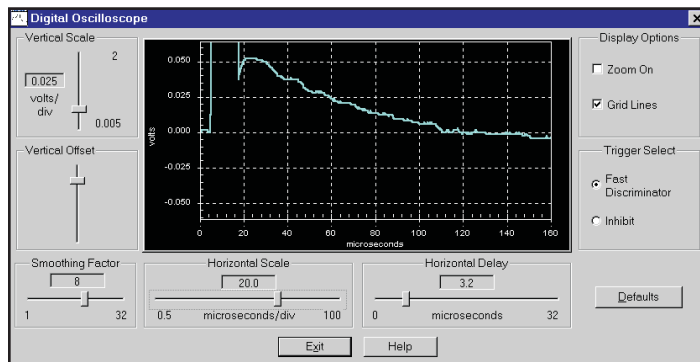 Digital Oscilloscope
Vertical Scale
2
0.025
volts/
div
0.005
Vertical Offset
volts
0.050
0.025
0.000
-0.025
-0.050
0 20 40 60 80 100 120 140 160
microseconds
Display Options
Zoom On
Grid Lines
Trigger Select
Fast
Discriminator
Inhibit
Smoothing Factor
8
1 32
Horizontal Scale
20.0
0.5 microseconds/div 100
Horizontal Delay
3.2
0 microseconds 32
Defaults
Exit
Help